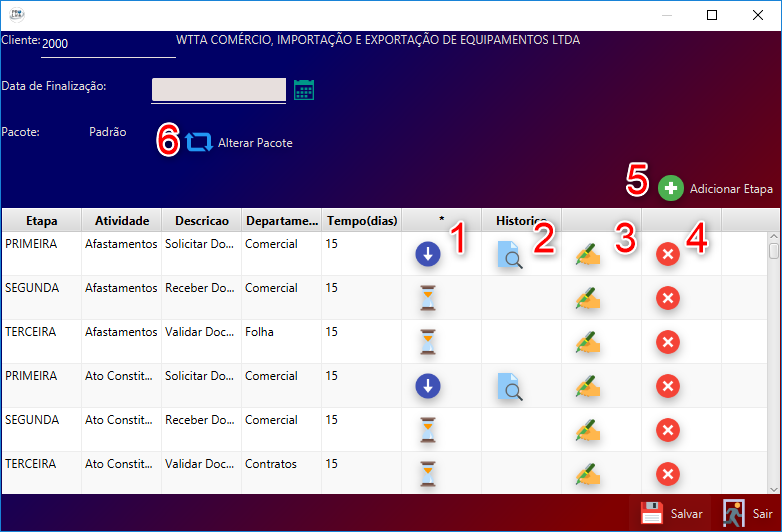 Cliente: 2000 WTTA COMÉRCIO, IMPORTAÇÃO E EXPORTAÇÃO DE EQUIPAMENTOS LTDA
Data de Finalização:
Pacote: Padrão 6 Alterar Pacote
5 Adicionar Etapa
Etapa Atividade Descricao Departame... Tempo(dias) * Historico
1 2 3 4
PRIMEIRA Afastamentos Solicitar Do... Comercial 15
SEGUNDA Afastamentos Receber Do... Comercial 15
TERCEIRA Afastamentos Validar Doc... Folha 15
PRIMEIRA Ato Constit... Solicitar Do... Comercial 15
SEGUNDA Ato Constit... Receber Do... Comercial 15
TERCEIRA Ato Constit... Validar Doc... Contratos 15
Salvar Sair